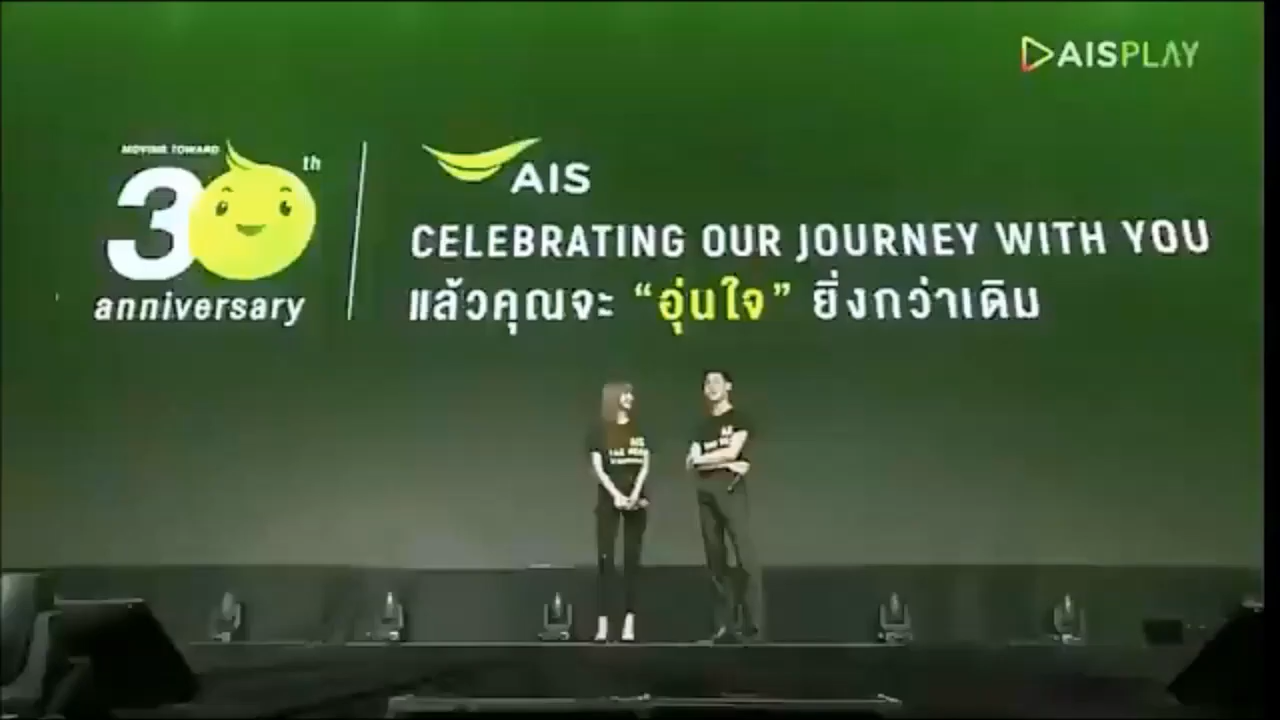 AISPLAY
MOVING TOWARD
30th
anniversary
AIS
CELEBRATING OUR JOURNEY WITH YOU
แล้วคุณจะ “อุ่นใจ” ยิ่งกว่าเดิม
AIS